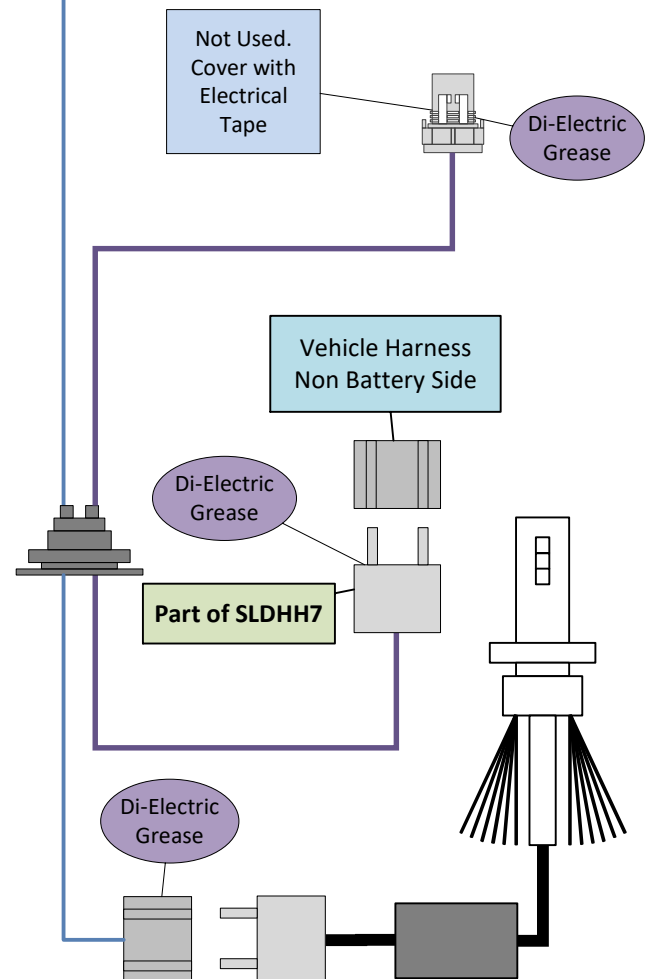 Not Used.
Cover with
Electrical
Tape
Di-Electric
Grease
Vehicle Harness
Non Battery Side
Di-Electric
Grease
Part of SLDHH7
Di-Electric
Grease